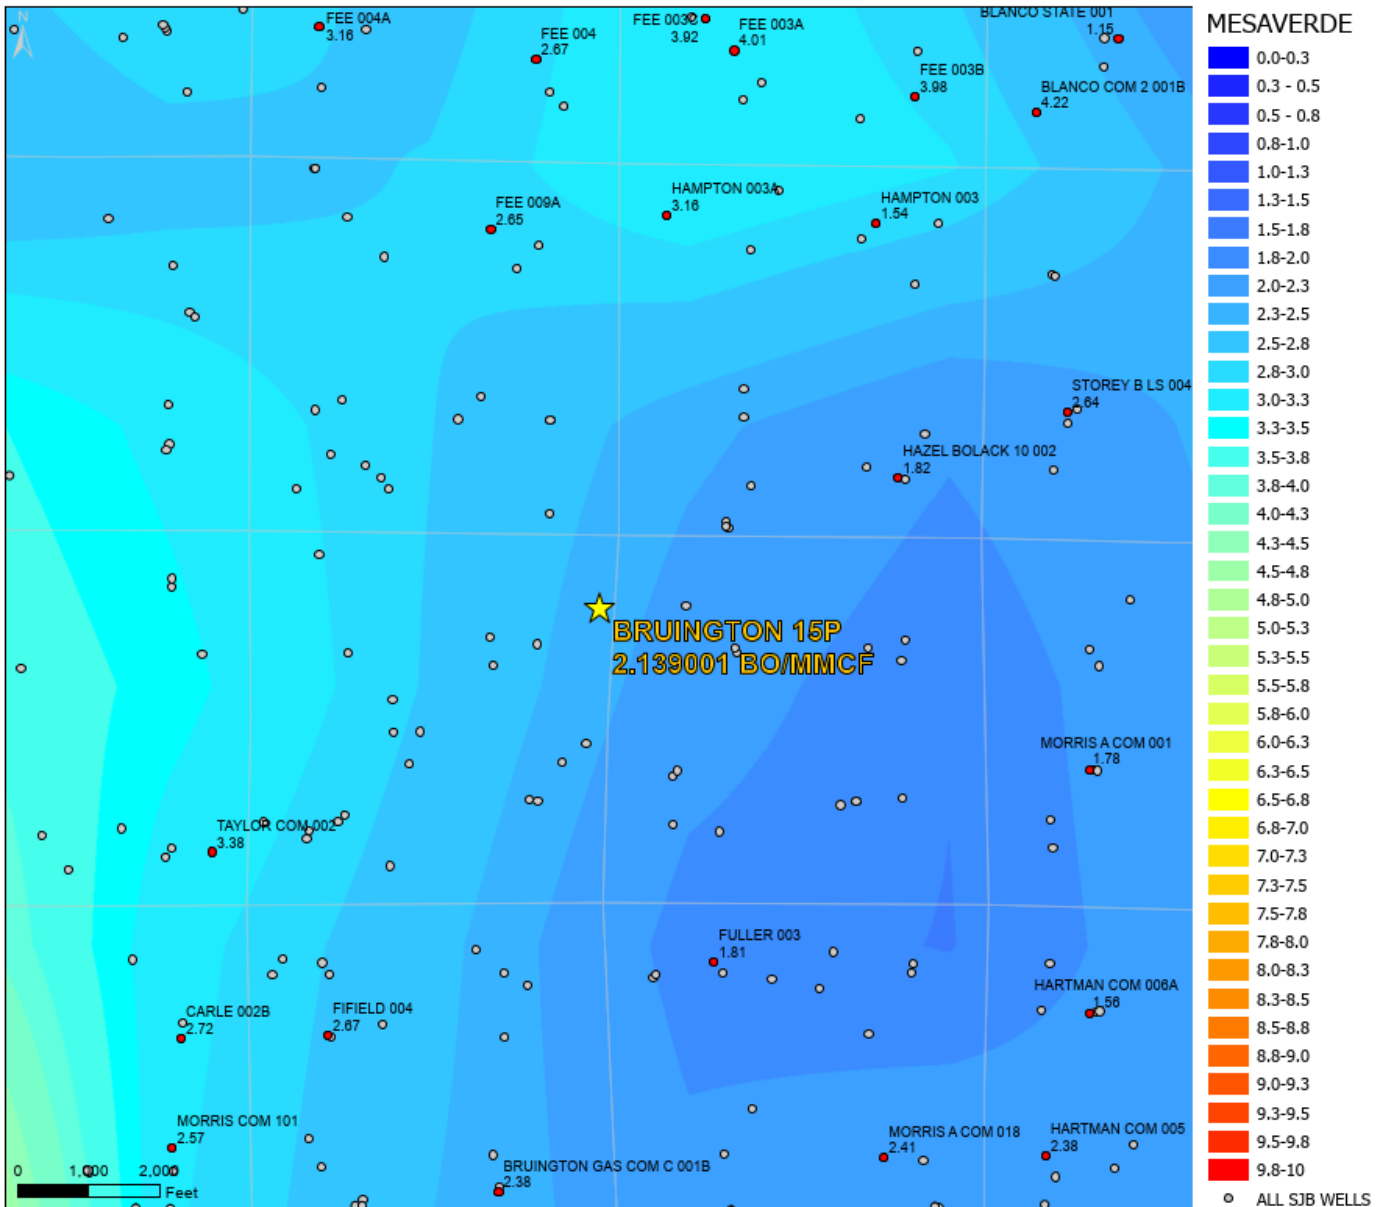 N
FEE 004A
3.16
FEE 004
2.67
FEE 003C
3.92
FEE 003A
4.01
BLANCO STATE 001
1.15
FEE 003B
3.98
BLANCO COM 2 001B
4.22
FEE 009A
2.65
HAMPTON 003A
3.16
HAMPTON 003
1.54
STOREY B LS 004
2.64
HAZEL BOLACK 10 002
1.82
BRUINGTON 15P
2.139001 BO/MMCF
MORRIS A COM 001
1.78
TAYLOR COM 002
3.38
FULLER 003
1.81
HARTMAN COM 006A
1.56
CARLE 002B
2.72
FIFIELD 004
2.67
MORRIS COM 101
2.57
BRUINGTON GAS COM C 001B
2.38
MORRIS A COM 018
2.41
HARTMAN COM 005
2.38
0 1,000 2,000
Feet
MESAVERDE
0.0-0.3
0.3 - 0.5
0.5 - 0.8
0.8-1.0
1.0-1.3
1.3-1.5
1.5-1.8
1.8-2.0
2.0-2.3
2.3-2.5
2.5-2.8
2.8-3.0
3.0-3.3
3.3-3.5
3.5-3.8
3.8-4.0
4.0-4.3
4.3-4.5
4.5-4.8
4.8-5.0
5.0-5.3
5.3-5.5
5.5-5.8
5.8-6.0
6.0-6.3
6.3-6.5
6.5-6.8
6.8-7.0
7.0-7.3
7.3-7.5
7.5-7.8
7.8-8.0
8.0-8.3
8.3-8.5
8.5-8.8
8.8-9.0
9.0-9.3
9.3-9.5
9.5-9.8
9.8-10
ALL SJB WELLS